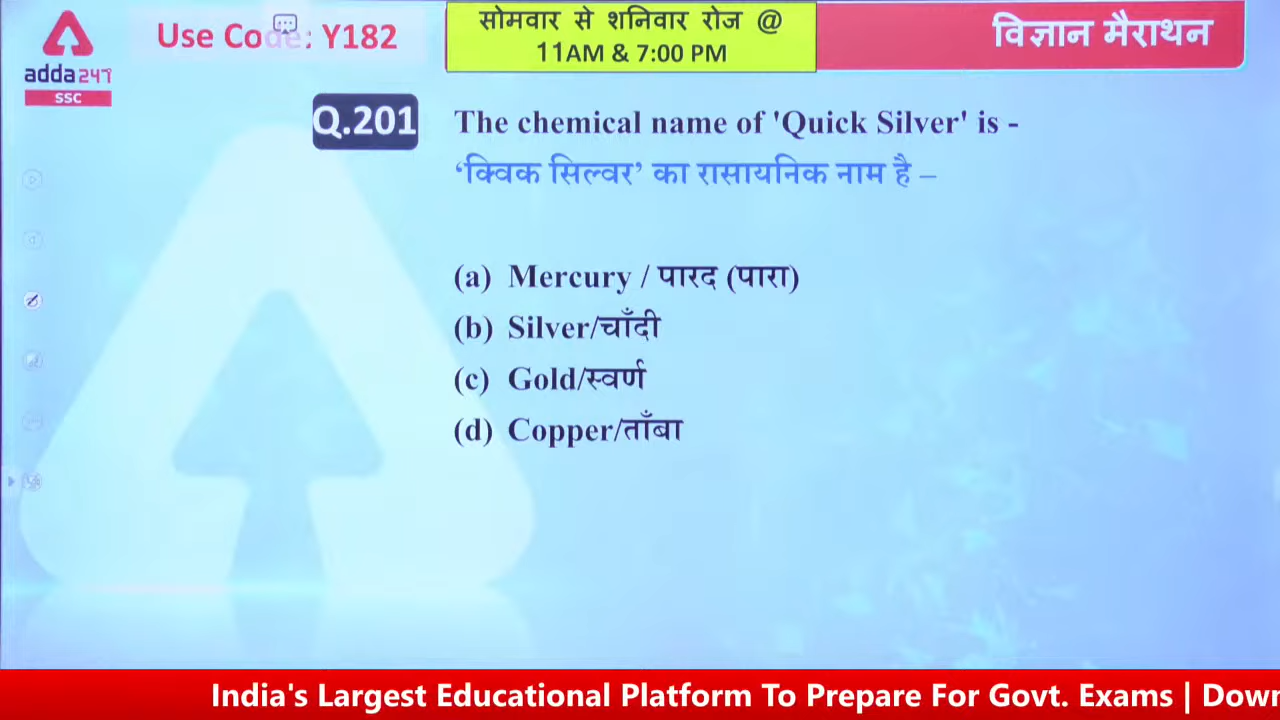 adda247
SSC
Use Code: Y182
सोमवार से शनिवार रोज @
11AM & 7:00 PM
विज्ञान मैराथन
Q.201
The chemical name of 'Quick Silver' is -
‘क्विक सिल्वर’ का रासायनिक नाम है –
(a) Mercury / पारद (पारा)
(b) Silver/चाँदी
(c) Gold/स्वर्ण
(d) Copper/ताँबा
India's Largest Educational Platform To Prepare For Govt. Exams | Down